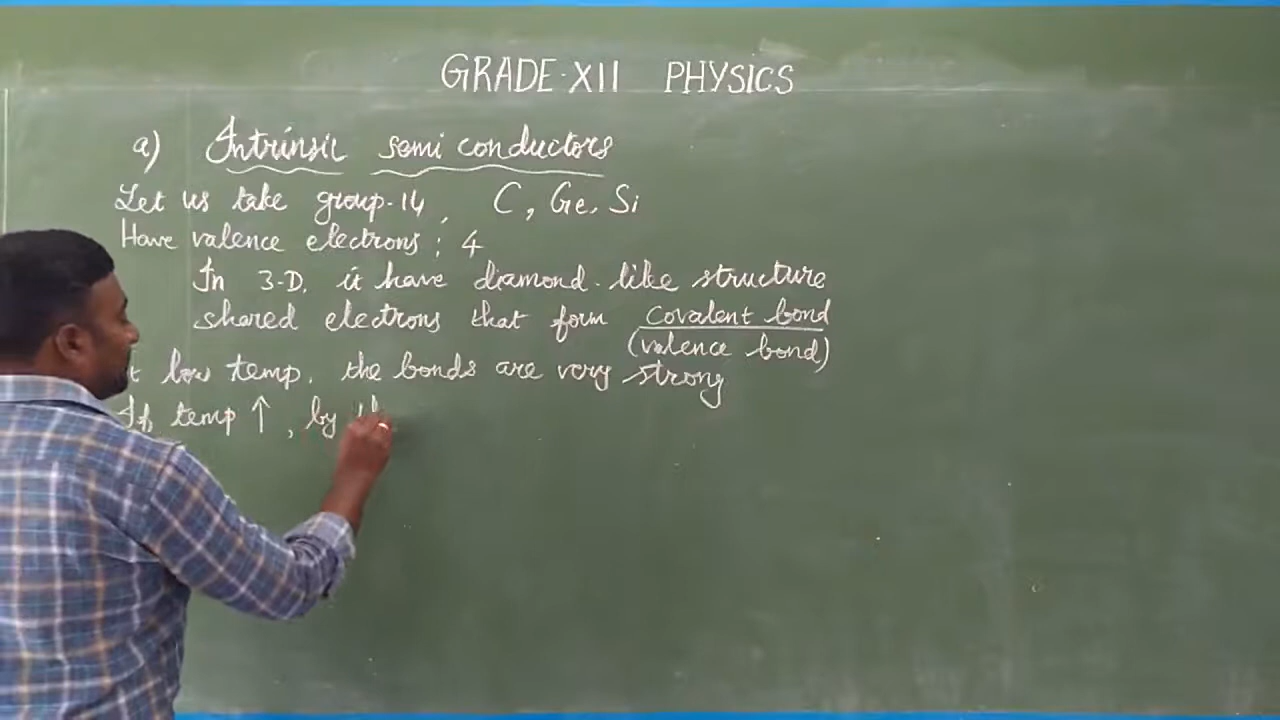 GRADE-XII PHYSICS
a) Intrinsic semi conductors
Let us take group-14, C, Ge, Si
Have valence electrons; 4
In 3-D, it have diamond-like structure
shared electrons that form covalent bond
(valence bond)
low temp, the bonds are very strong
If temp ↑, by